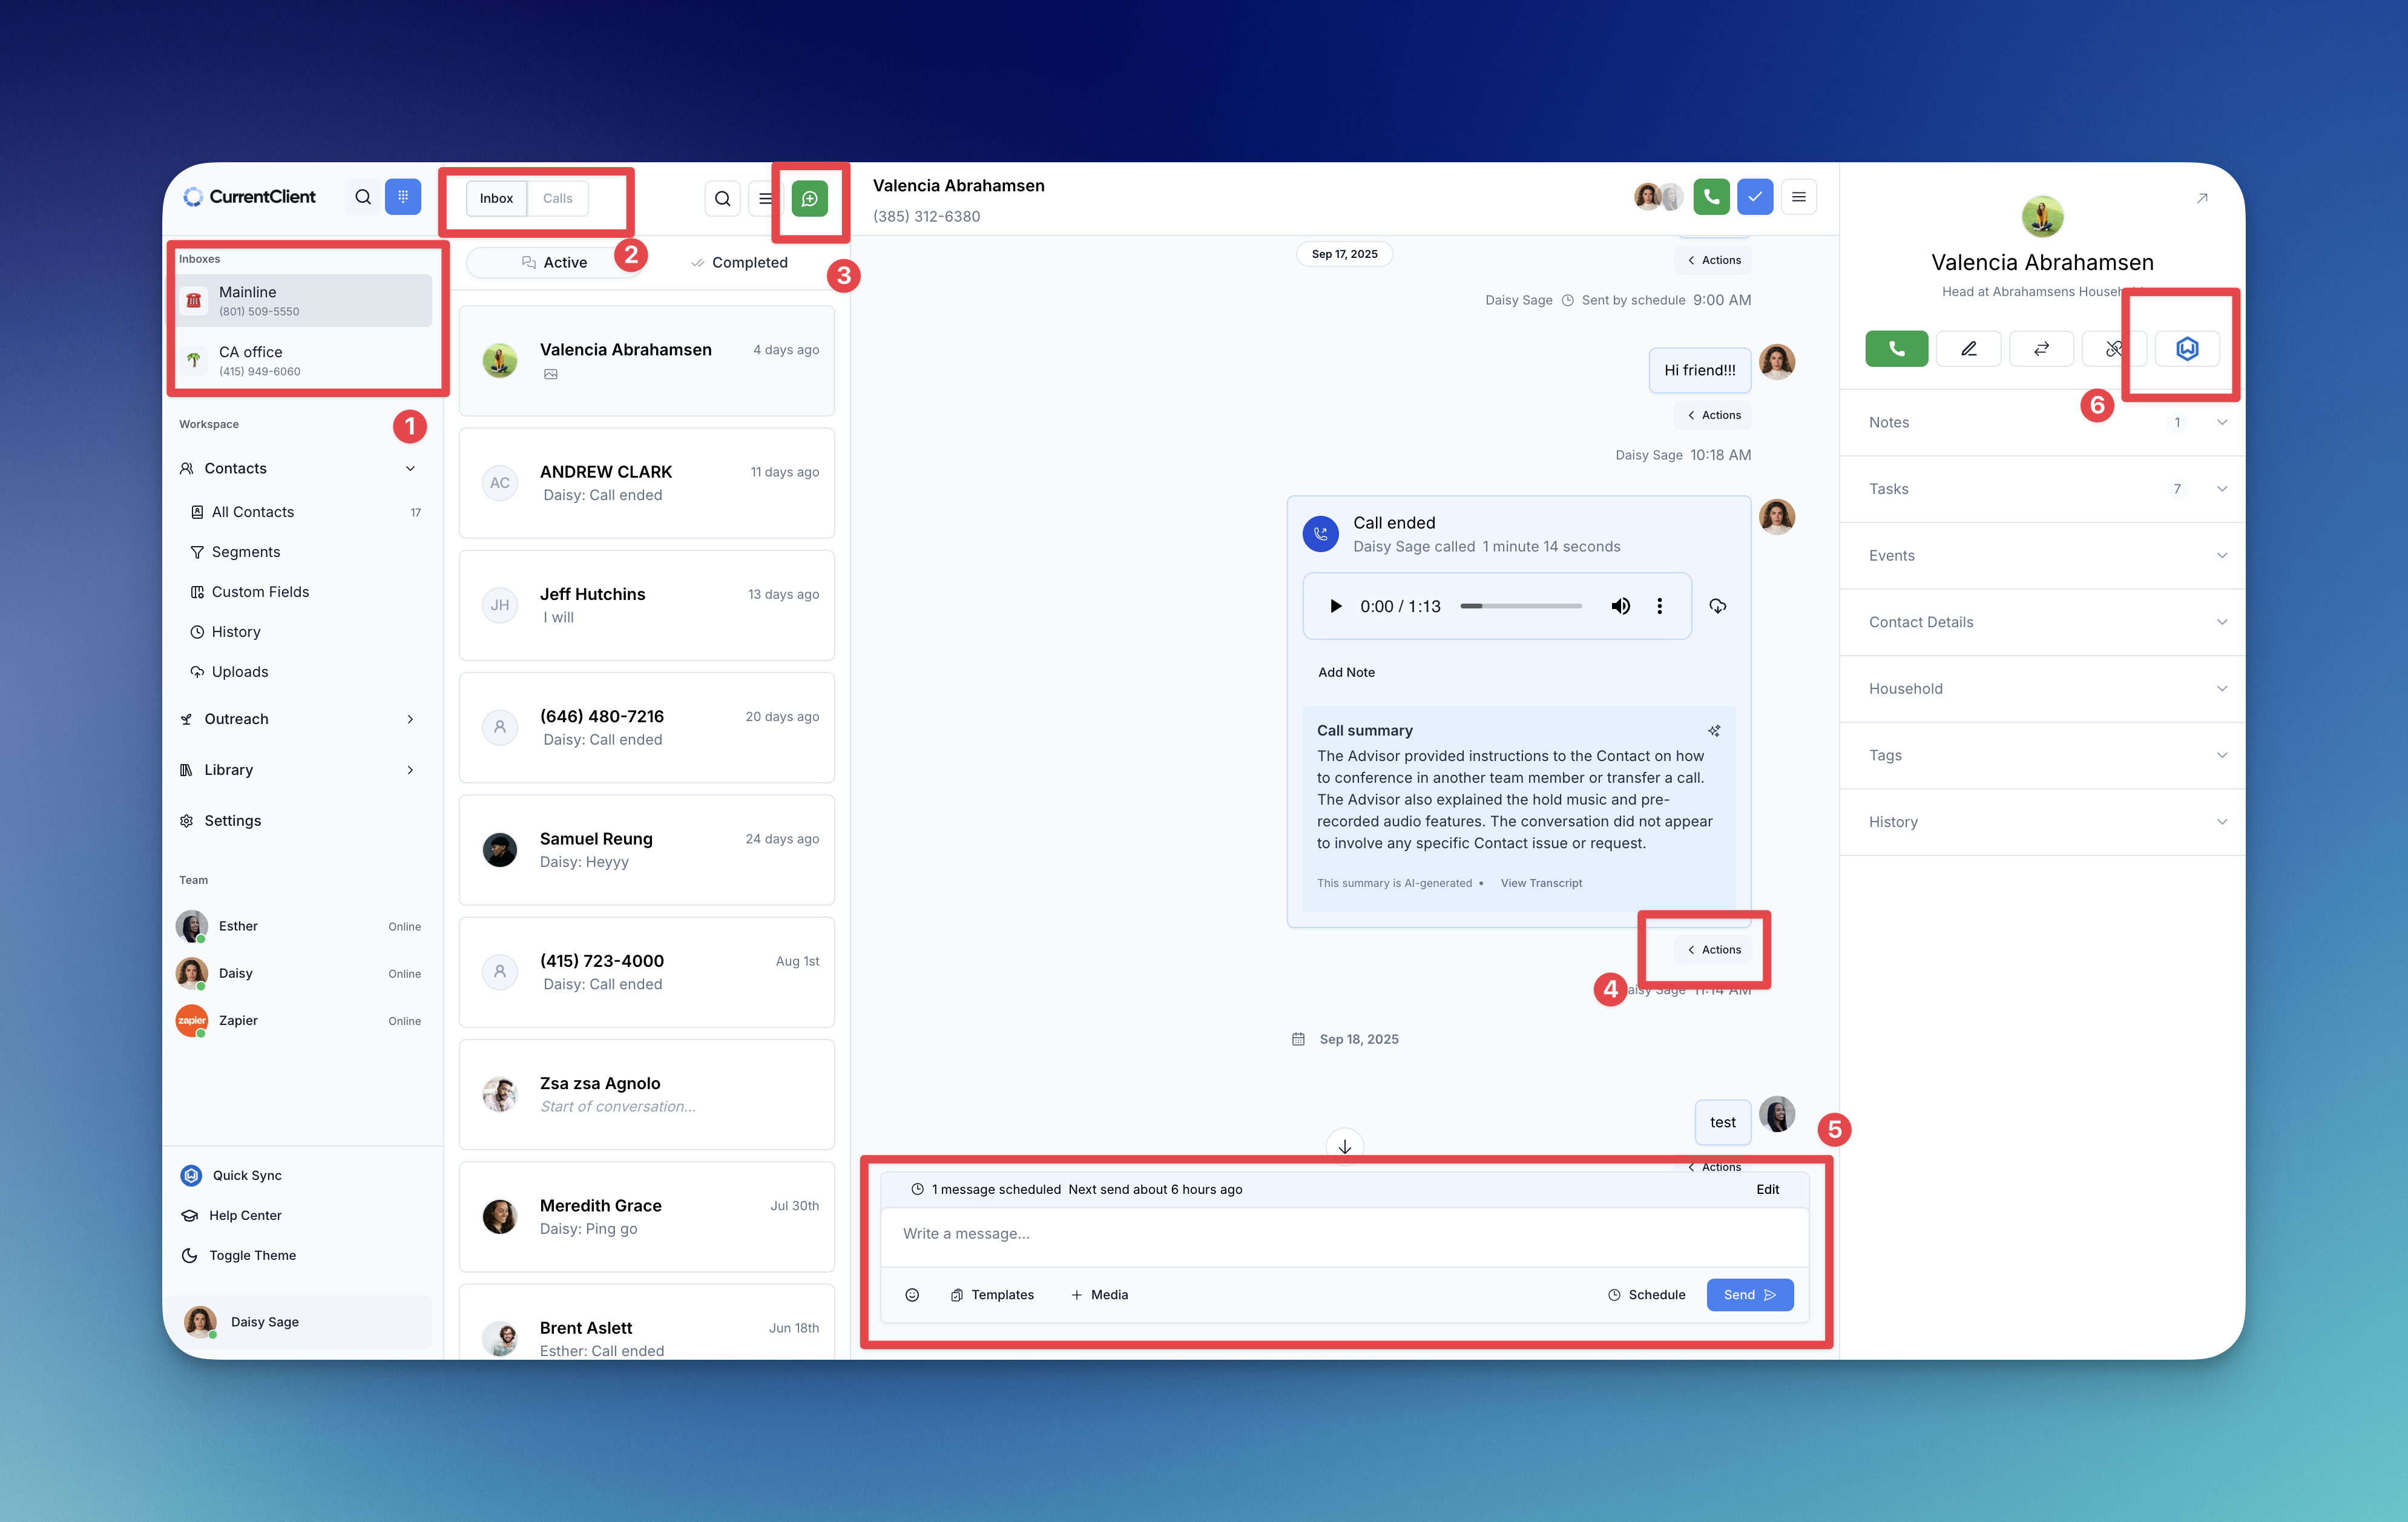 CurrentClient
Inboxes
Mainline
(801) 509-5550
CA office
(415) 949-6060
1
Workspace
Contacts
All Contacts 17
Segments
Custom Fields
History
Uploads
Outreach
Library
Settings
Team
Esther Online
Daisy Online
zapier
Zapier Online
Quick Sync
Help Center
Toggle Theme
Daisy Sage
Inbox Calls
2
3
Active Completed
Valencia Abrahamsen 4 days ago
AC
ANDREW CLARK 11 days ago
Daisy: Call ended
JH
Jeff Hutchins 13 days ago
I will
(646) 480-7216 20 days ago
Daisy: Call ended
Samuel Reung 24 days ago
Daisy: Heyyy
(415) 723-4000 Aug 1st
Daisy: Call ended
Zsa zsa Agnolo
Start of conversation...
Meredith Grace Jul 30th
Daisy: Ping go
Brent Aslett Jun 18th
Esther: Call ended
Valencia Abrahamsen
(385) 312-6380
Sep 17, 2025
Actions
Daisy Sage Sent by schedule 9:00 AM
Hi friend!!!
Actions
Daisy Sage 10:18 AM
Call ended
Daisy Sage called 1 minute 14 seconds
0:00 / 1:13
Add Note
Call summary
The Advisor provided instructions to the Contact on how
to conference in another team member or transfer a call.
The Advisor also explained the hold music and pre-
recorded audio features. The conversation did not appear
to involve any specific Contact issue or request.
This summary is AI-generated • View Transcript
Actions
4
Sage 11:14 AM
Sep 18, 2025
test
5
Actions
1 message scheduled Next send about 6 hours ago Edit
Write a message...
Templates Media Schedule Send
Valencia Abrahamsen
Head at Abrahamsens
6
Notes 1
Tasks 7
Events
Contact Details
Household
Tags
History